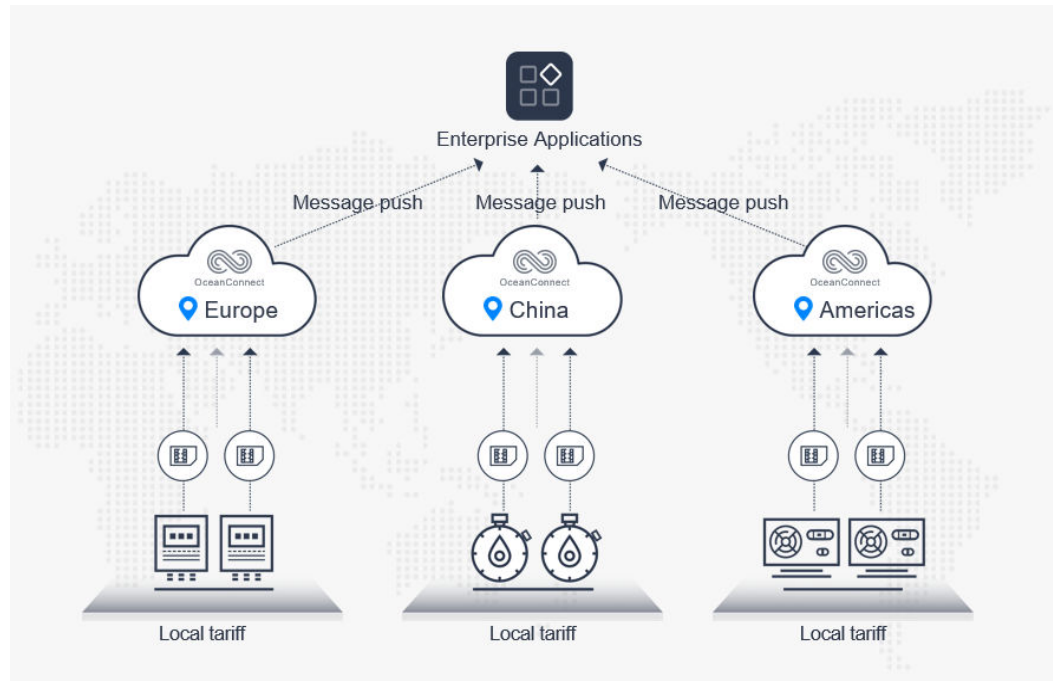 Enterprise Applications
Message push
Message push
Message push
OceanConnect
Europe
OceanConnect
China
OceanConnect
Americas
Local tariff
Local tariff
Local tariff